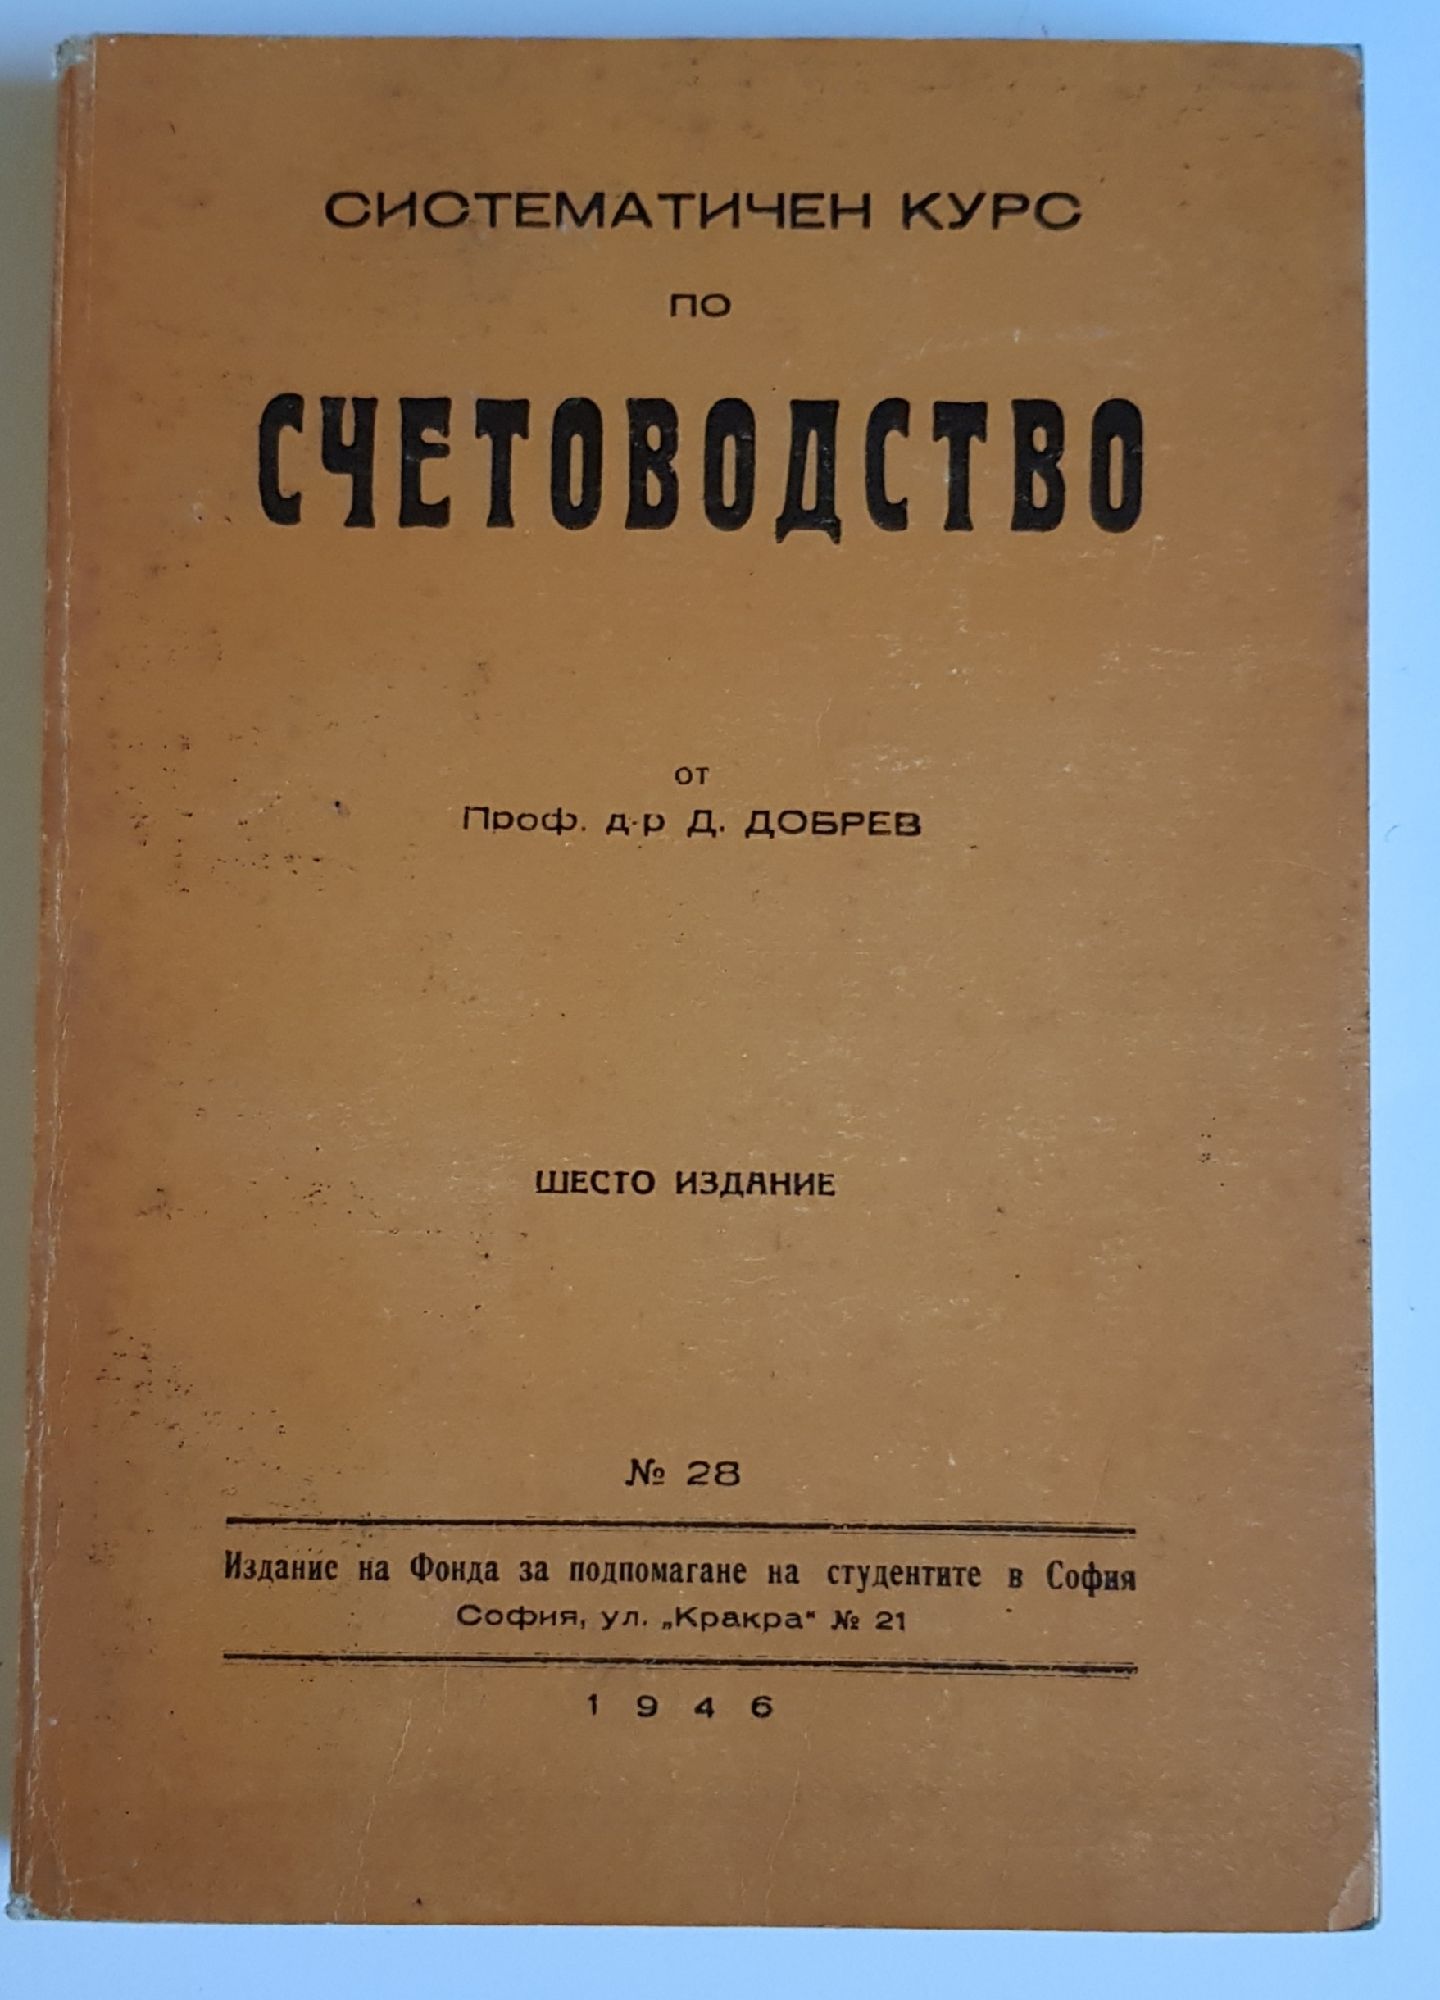 СИСТЕМАТИЧЕН КУРС
ПО
СЧЕТОВОДСТВО
ОТ
Проф. д-р Д. ДОБРЕВ
ШЕСТО ИЗДАНИЕ
№ 28
Издание на Фонда за подпомагане на студентите в София
София, ул. „Кракра" № 21
1946